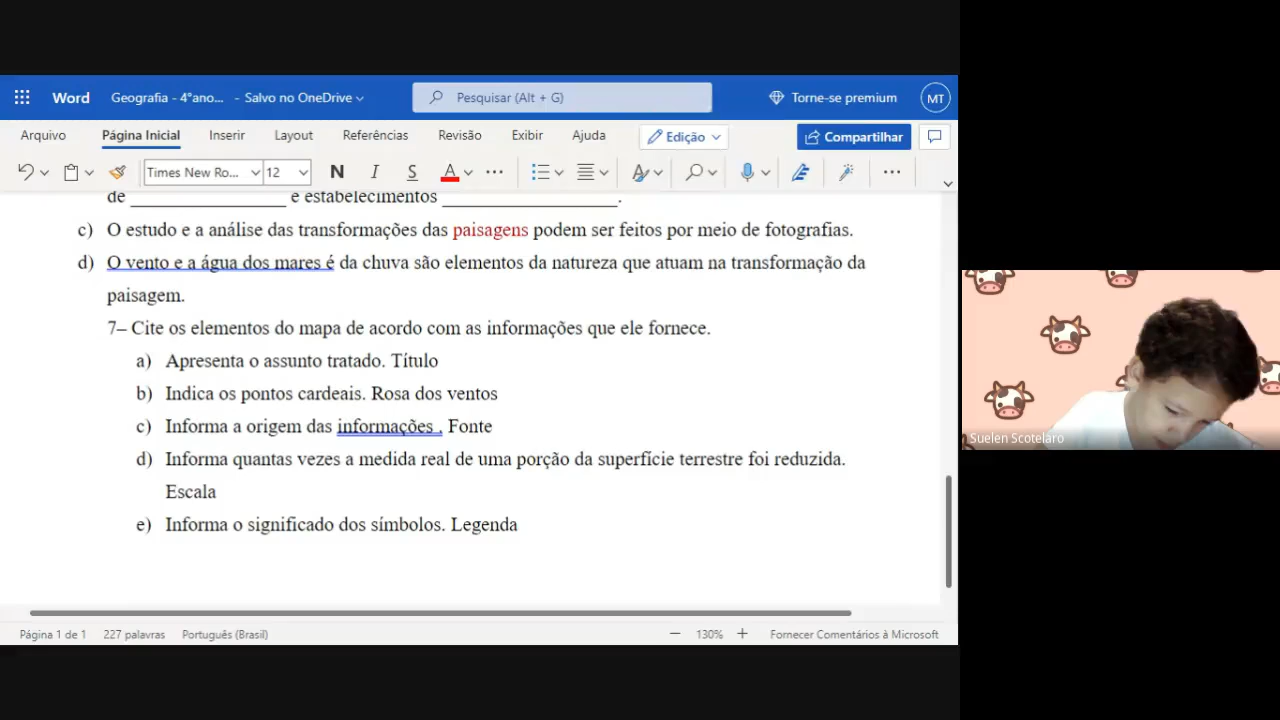 Word Geografia - 4°ano... - Salvo no OneDrive Pesquisar (Alt + G) Torne-se premium MT
Arquivo Página Inicial Inserir Layout Referências Revisão Exibir Ajuda Edição Compartilhar
Times New Ro... 12 N I S A
de _______________ e estabelecimentos _________________.
c) O estudo e a análise das transformações das paisagens podem ser feitos por meio de fotografias.
d) O vento e a água dos mares é da chuva são elementos da natureza que atuam na transformação da
paisagem.
7– Cite os elementos do mapa de acordo com as informações que ele fornece.
a) Apresenta o assunto tratado. Título
b) Indica os pontos cardeais. Rosa dos ventos
c) Informa a origem das informações . Fonte
d) Informa quantas vezes a medida real de uma porção da superfície terrestre foi reduzida.
Escala
e) Informa o significado dos símbolos. Legenda
Página 1 de 1 227 palavras Português (Brasil) 130% Fornecer Comentários à Microsoft
Suelen Scotelaro